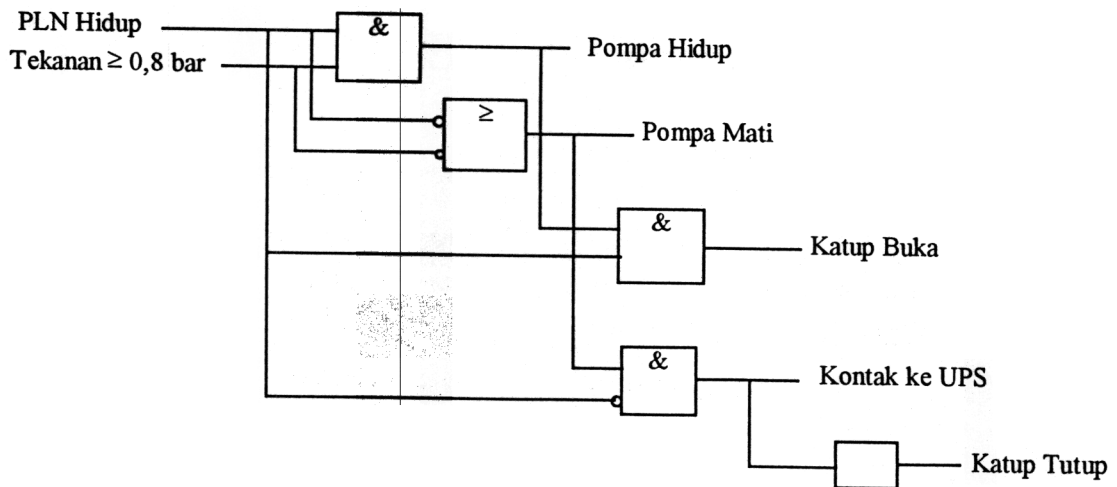 PLN Hidup
&
Tekanan ≥ 0,8 bar
Pompa Hidup
≥
Pompa Mati
&
Katup Buka
&
Kontak ke UPS
Katup Tutup